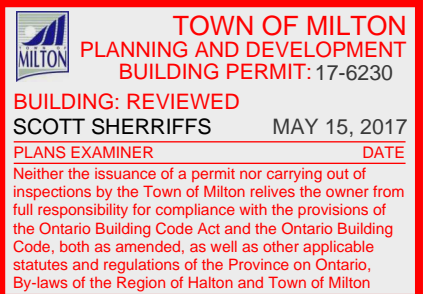 TOWN OF MILTON
PLANNING AND DEVELOPMENT
BUILDING PERMIT: 17-6230
TOWN OF
MILTON
BUILDING: REVIEWED
SCOTT SHERRIFFS MAY 15, 2017
PLANS EXAMINER DATE
Neither the issuance of a permit nor carrying out of
inspections by the Town of Milton relives the owner from
full responsibility for compliance with the provisions of
the Ontario Building Code Act and the Ontario Building
Code, both as amended, as well as other applicable
statutes and regulations of the Province on Ontario,
By-laws of the Region of Halton and Town of Milton